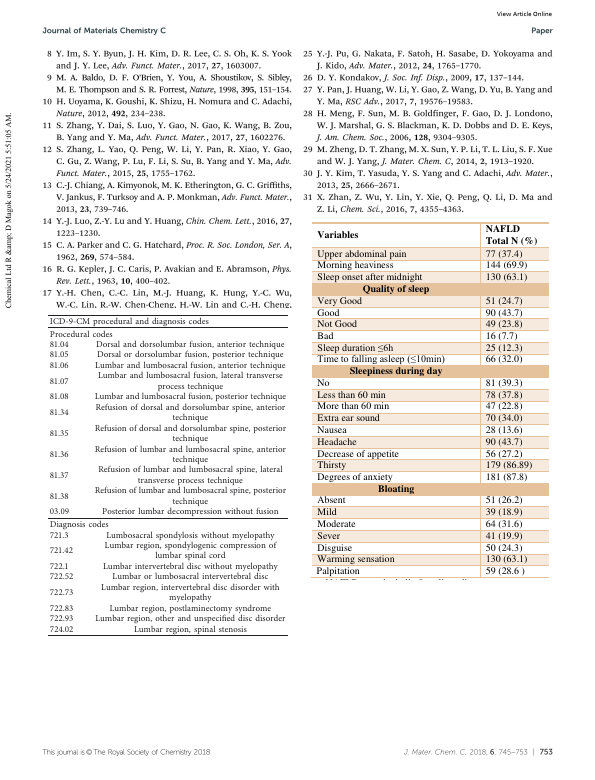 View Article Online
Journal of Materials Chemistry C
Paper
8 Y. Im, S. Y. Byun, J. H. Kim, D. R. Lee, C. S. Oh, K. S. Yook
and J. Y. Lee, Adv. Funct. Mater., 2017, 27, 1603007.
9 M. A. Baldo, D. F. O'Brien, Y. You, A. Shoustikov, S. Sibley,
M. E. Thompson and S. R. Forrest, Nature, 1998, 395, 151–154.
10 H. Uoyama, K. Goushi, K. Shizu, H. Nomura and C. Adachi,
Nature, 2012, 492, 234–238.
11 S. Zhang, Y. Dai, S. Luo, Y. Gao, N. Gao, K. Wang, B. Zou,
B. Yang and Y. Ma, Adv. Funct. Mater., 2017, 27, 1602276.
12 S. Zhang, L. Yao, Q. Peng, W. Li, Y. Pan, R. Xiao, Y. Gao,
C. Gu, Z. Wang, P. Lu, F. Li, S. Su, B. Yang and Y. Ma, Adv.
Funct. Mater., 2015, 25, 1755–1762.
13 C.-J. Chiang, A. Kimyonok, M. K. Etherington, G. C. Griffiths,
V. Jankus, F. Turksoy and A. P. Monkman, Adv. Funct. Mater.,
2013, 23, 739–746.
14 Y.-J. Luo, Z.-Y. Lu and Y. Huang, Chin. Chem. Lett., 2016, 27,
1223–1230.
15 C. A. Parker and C. G. Hatchard, Proc. R. Soc. London, Ser. A,
1962, 269, 574–584.
16 R. G. Kepler, J. C. Caris, P. Avakian and E. Abramson, Phys.
Rev. Lett., 1963, 10, 400–402.
17 Y.-H. Chen, C.-C. Lin, M.-J. Huang, K. Hung, Y.-C. Wu,
W.-C. Lin, R.-W. Chen-Cheng, H.-W. Lin and C.-H. Cheng,
ICD-9-CM procedural and diagnosis codes
Procedural codes
81.04 Dorsal and dorsolumbar fusion, anterior technique
81.05 Dorsal or dorsolumbar fusion, posterior technique
81.06 Lumbar and lumbosacral fusion, anterior technique
81.07 Lumbar and lumbosacral fusion, lateral transverse
process technique
81.08 Lumbar and lumbosacral fusion, posterior technique
81.34 Refusion of dorsal and dorsolumbar spine, anterior
technique
81.35 Refusion of dorsal and dorsolumbar spine, posterior
technique
81.36 Refusion of lumbar and lumbosacral spine, anterior
technique
81.37 Refusion of lumbar and lumbosacral spine, lateral
transverse process technique
81.38 Refusion of lumbar and lumbosacral spine, posterior
technique
03.09 Posterior lumbar decompression without fusion
Diagnosis codes
721.3 Lumbosacral spondylosis without myelopathy
721.42 Lumbar region, spondylogenic compression of
lumbar spinal cord
722.1 Lumbar intervertebral disc without myelopathy
722.52 Lumbar or lumbosacral intervertebral disc
722.73 Lumbar region, intervertebral disc disorder with
myelopathy
722.83 Lumbar region, postlaminectomy syndrome
722.93 Lumbar region, other and unspecified disc disorder
724.02 Lumbar region, spinal stenosis
25 Y.-J. Pu, G. Nakata, F. Satoh, H. Sasabe, D. Yokoyama and
J. Kido, Adv. Mater., 2012, 24, 1765–1770.
26 D. Y. Kondakov, J. Soc. Inf. Disp., 2009, 17, 137–144.
27 Y. Pan, J. Huang, W. Li, Y. Gao, Z. Wang, D. Yu, B. Yang and
Y. Ma, RSC Adv., 2017, 7, 19576–19583.
28 H. Meng, F. Sun, M. B. Goldfinger, F. Gao, D. J. Londono,
W. J. Marshal, G. S. Blackman, K. D. Dobbs and D. E. Keys,
J. Am. Chem. Soc., 2006, 128, 9304–9305.
29 M. Zheng, D. T. Zhang, M. X. Sun, Y. P. Li, T. L. Liu, S. F. Xue
and W. J. Yang, J. Mater. Chem. C, 2014, 2, 1913–1920.
30 J. Y. Kim, T. Yasuda, Y. S. Yang and C. Adachi, Adv. Mater.,
2013, 25, 2666–2671.
31 X. Zhan, Z. Wu, Y. Lin, Y. Xie, Q. Peng, Q. Li, D. Ma and
Z. Li, Chem. Sci., 2016, 7, 4355–4363.
Variables NAFLD
Total N (%)
Upper abdominal pain 77 (37.4)
Morning heaviness 144 (69.9)
Sleep onset after midnight 130 (63.1)
Quality of sleep
Very Good 51 (24.7)
Good 90 (43.7)
Not Good 49 (23.8)
Bad 16 (7.7)
Sleep duration ≤6h 25 (12.3)
Time to falling asleep (≤10min) 66 (32.0)
Sleepiness during day
No 81 (39.3)
Less than 60 min 78 (37.8)
More than 60 min 47 (22.8)
Extra ear sound 70 (34.0)
Nausea 28 (13.6)
Headache 90 (43.7)
Decrease of appetite 56 (27.2)
Thirsty 179 (86.89)
Degrees of anxiety 181 (87.8)
Bloating
Absent 51 (26.2)
Mild 39 (18.9)
Moderate 64 (31.6)
Sever 41 (19.9)
Disguise 50 (24.3)
Warming sensation 130 (63.1)
Palpitation 59 (28.6 )
Chemical Ltd R &amp; D Magok on 5/24/2021 5:51:05 AM.
This journal is © The Royal Society of Chemistry 2018
J. Mater. Chem. C, 2018, 6, 745–753 | 753